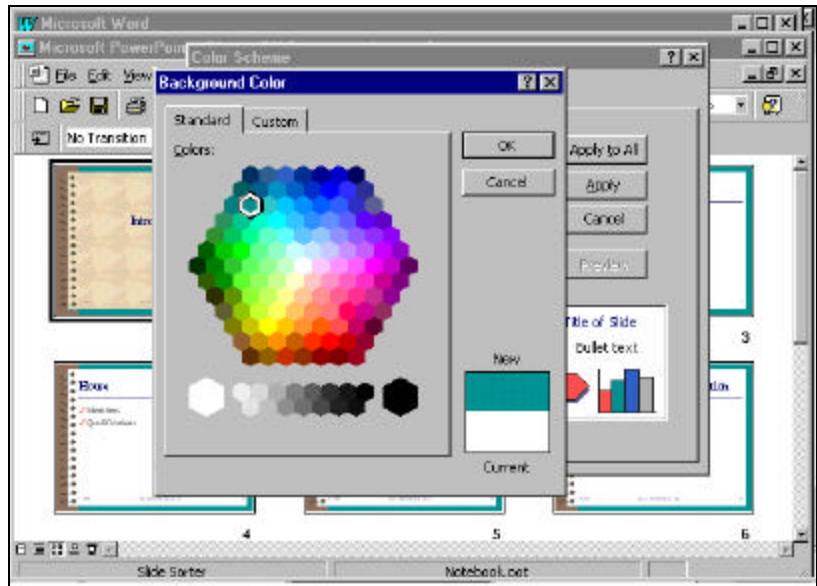 Microsoft Word
Microsoft PowerPoin
Color Scheme
File Edit View
Background Color
No Transition
Standard
Custom
Colors:
OK
Cancel
Apply to All
Apply
Cancel
Preview
Title of Slide
Bullet text
New
Current
3
House
4
5
6
Slide Sorter
Notebook.pot